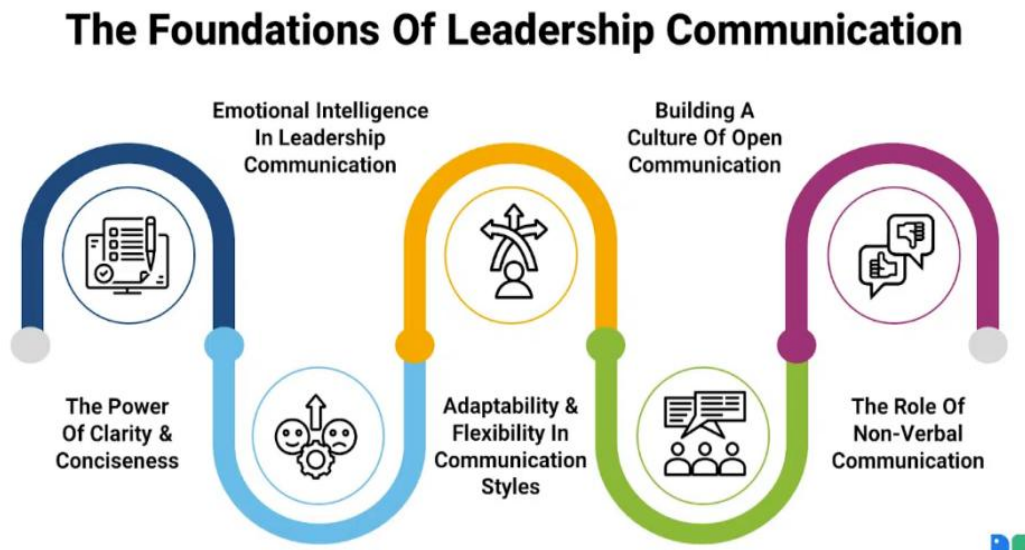 The Foundations Of Leadership Communication
The Power
Of Clarity &
Conciseness
Emotional Intelligence
In Leadership
Communication
Adaptability &
Flexibility In
Communication
Styles
Building A
Culture Of Open
Communication
The Role Of
Non-Verbal
Communication